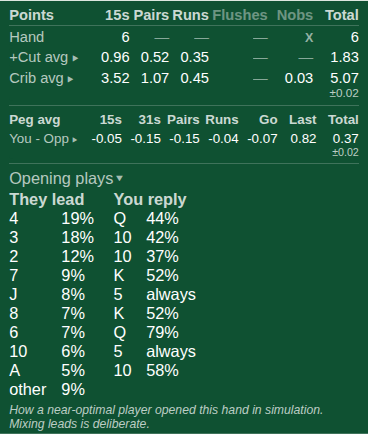 Points 15s Pairs Runs Flushes Nobs Total
Hand 6 — — — x 6
+Cut avg ▸ 0.96 0.52 0.35 — — 1.83
Crib avg ▸ 3.52 1.07 0.45 — 0.03 5.07
±0.02
Peg avg 15s 31s Pairs Runs Go Last Total
You - Opp ▸ -0.05 -0.15 -0.15 -0.04 -0.07 0.82 0.37
±0.02
Opening plays ▾
They lead You reply
4 19% Q 44%
3 18% 10 42%
2 12% 10 37%
7 9% K 52%
J 8% 5 always
8 7% K 52%
6 7% Q 79%
10 6% 5 always
A 5% 10 58%
other 9%
How a near-optimal player opened this hand in simulation.
Mixing leads is deliberate.